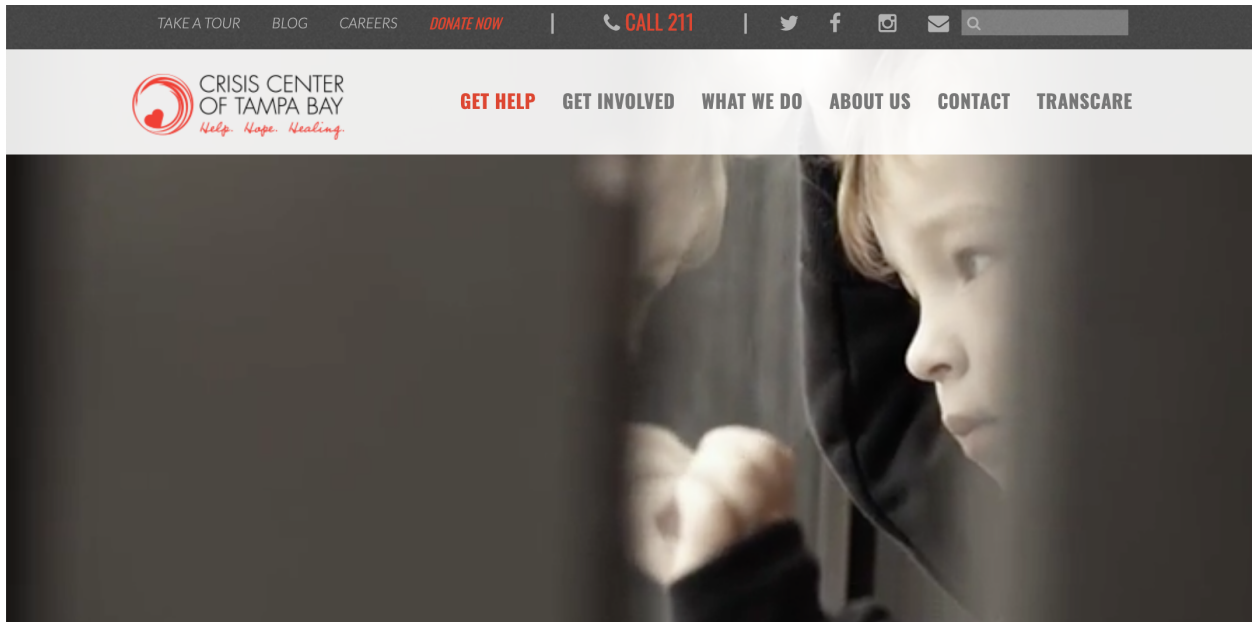 TAKE A TOUR BLOG CAREERS DONATE NOW | CALL 211 |
CRISIS CENTER
OF TAMPA BAY
Help. Hope. Healing.
GET HELP GET INVOLVED WHAT WE DO ABOUT US CONTACT TRANSCARE